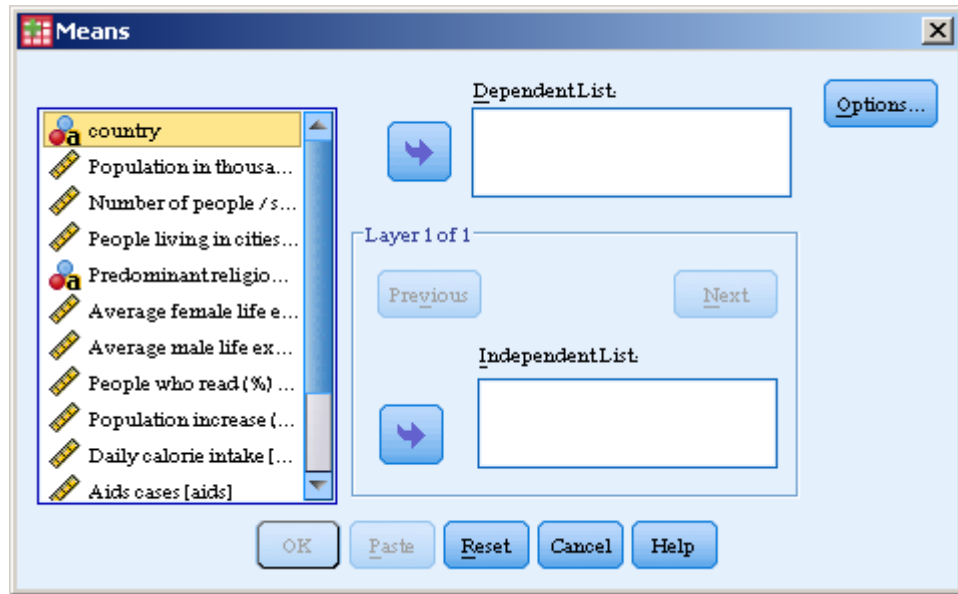 Means
Dependent List:
Options...
country
Population in thousa...
Number of people / s...
People living in cities...
Predominant religio...
Average female life e...
Average male life ex...
People who read (%) ...
Population increase (...
Daily calorie intake [...
Aids cases [aids]
Layer 1 of 1
Previous
Next
Independent List:
OK
Paste
Reset
Cancel
Help